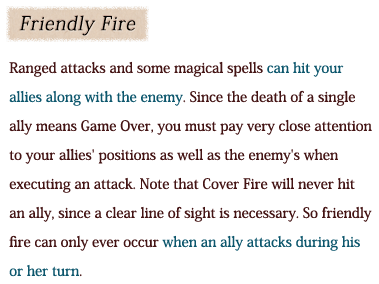 Friendly Fire
Ranged attacks and some magical spells can hit your
allies along with the enemy. Since the death of a single
ally means Game Over, you must pay very close attention
to your allies' positions as well as the enemy's when
executing an attack. Note that Cover Fire will never hit
an ally, since a clear line of sight is necessary. So friendly
fire can only ever occur when an ally attacks during his
or her turn.